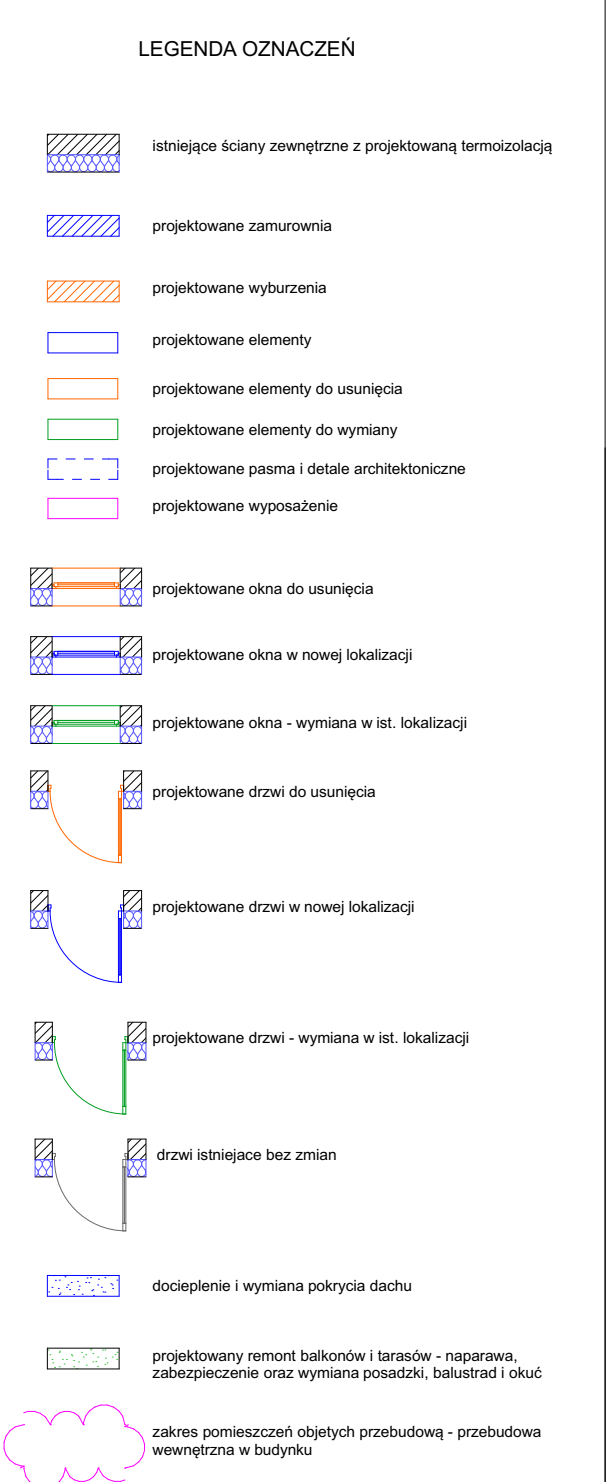 LEGENDA OZNACZEŃ
istniejące ściany zewnętrzne z projektowaną termoizolacją
projektowane zamurownia
projektowane wyburzenia
projektowane elementy
projektowane elementy do usunięcia
projektowane elementy do wymiany
projektowane pasma i detale architektoniczne
projektowane wyposażenie
projektowane okna do usunięcia
projektowane okna w nowej lokalizacji
projektowane okna - wymiana w ist. lokalizacji
projektowane drzwi do usunięcia
projektowane drzwi w nowej lokalizacji
projektowane drzwi - wymiana w ist. lokalizacji
drzwi istniejace bez zmian
docieplenie i wymiana pokrycia dachu
projektowany remont balkonów i tarasów - naparawa,
zabezpieczenie oraz wymiana posadzki, balustrad i okuć
zakres pomieszczeń objetych przebudową - przebudowa
wewnętrzna w budynku